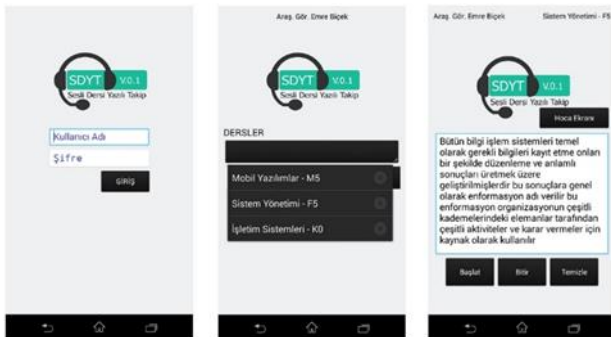 SDYT V.0.1
Sesli Dersi Yazılı Takip
Kullanıcı Adı
Şifre
GİRİŞ
Araş. Gör. Emre Biçek
SDYT V.0.1
Sesli Dersi Yazılı Takip
DERSLER
Mobil Yazılımlar - M5
Sistem Yönetimi - F5
İşletim Sistemleri - K0
Araş. Gör. Emre Biçek Sistem Yönetimi - F5
SDYT V.0.1
Sesli Dersi Yazılı Takip
Hoca Ekranı
Bütün bilgi işlem sistemleri temel
olarak gerekli bilgileri kayıt etme onları
bir şekilde düzenleme ve anlamlı
sonuçları üretmek üzere
geliştirilmişlerdir bu sonuçlara genel
olarak enformasyon adı verilir bu
enformasyon organizasyonun çeşitli
kademelerindeki elemanlar tarafından
çeşitli aktiviteler ve karar vermeler için
kaynak olarak kullanılır
Başlat Bitir Temizle